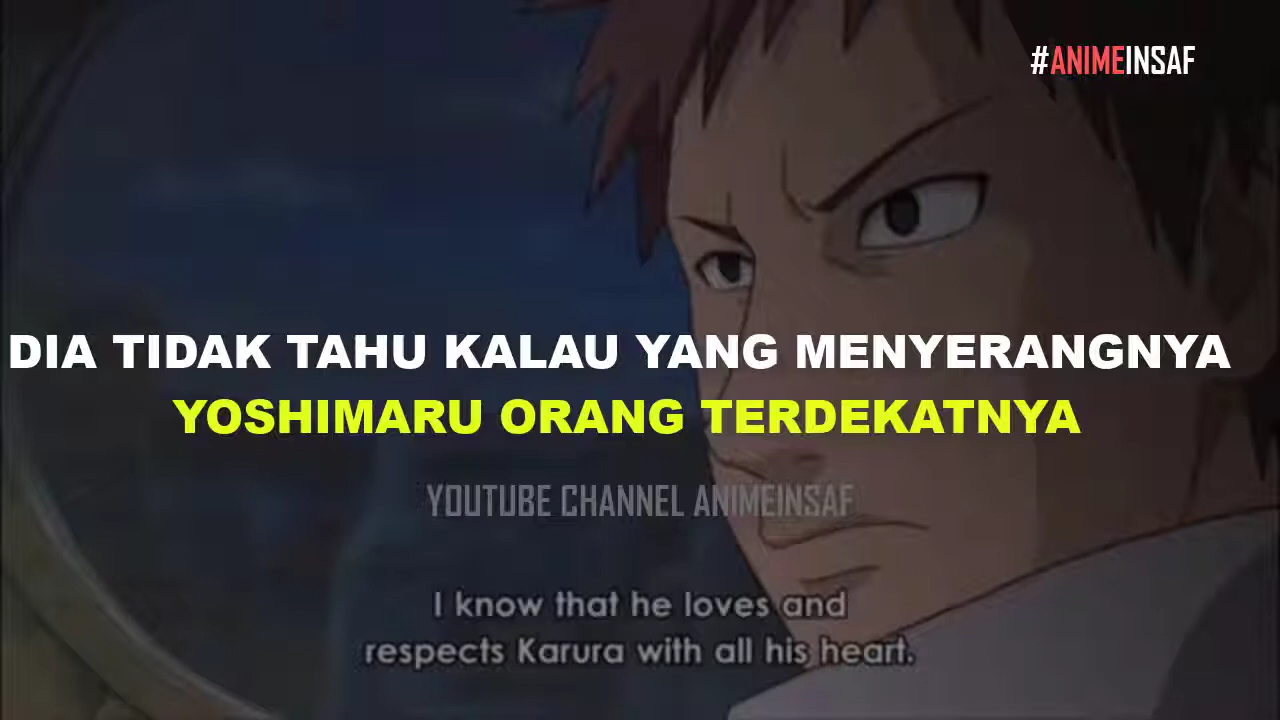 #ANIMEINSAF
DIA TIDAK TAHU KALAU YANG MENYERANGNYA
YOSHIMARU ORANG TERDEKATNYA
YOUTUBE CHANNEL ANIMEINSAF
I know that he loves and
respects Karura with all his heart.